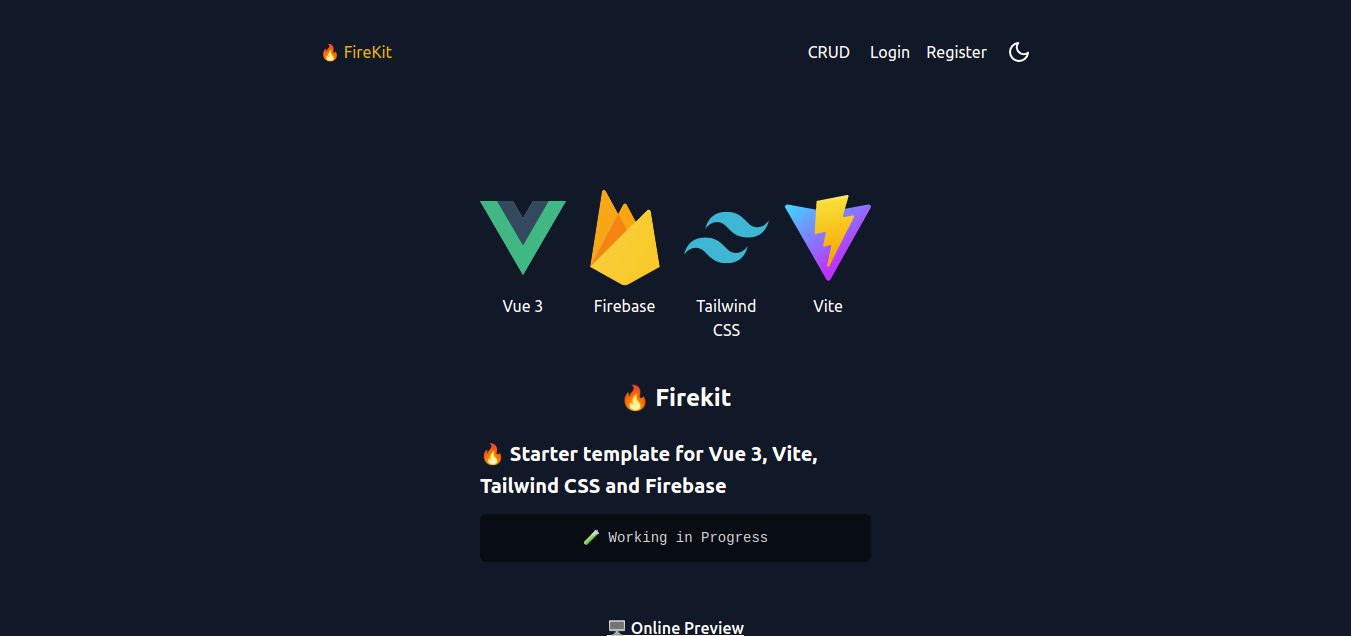 🔥 FireKit
CRUD Login Register
Vue 3
Firebase
Tailwind
CSS
Vite
🔥 Firekit
🔥 Starter template for Vue 3, Vite,
Tailwind CSS and Firebase
🧪 Working in Progress
🖥️ Online Preview